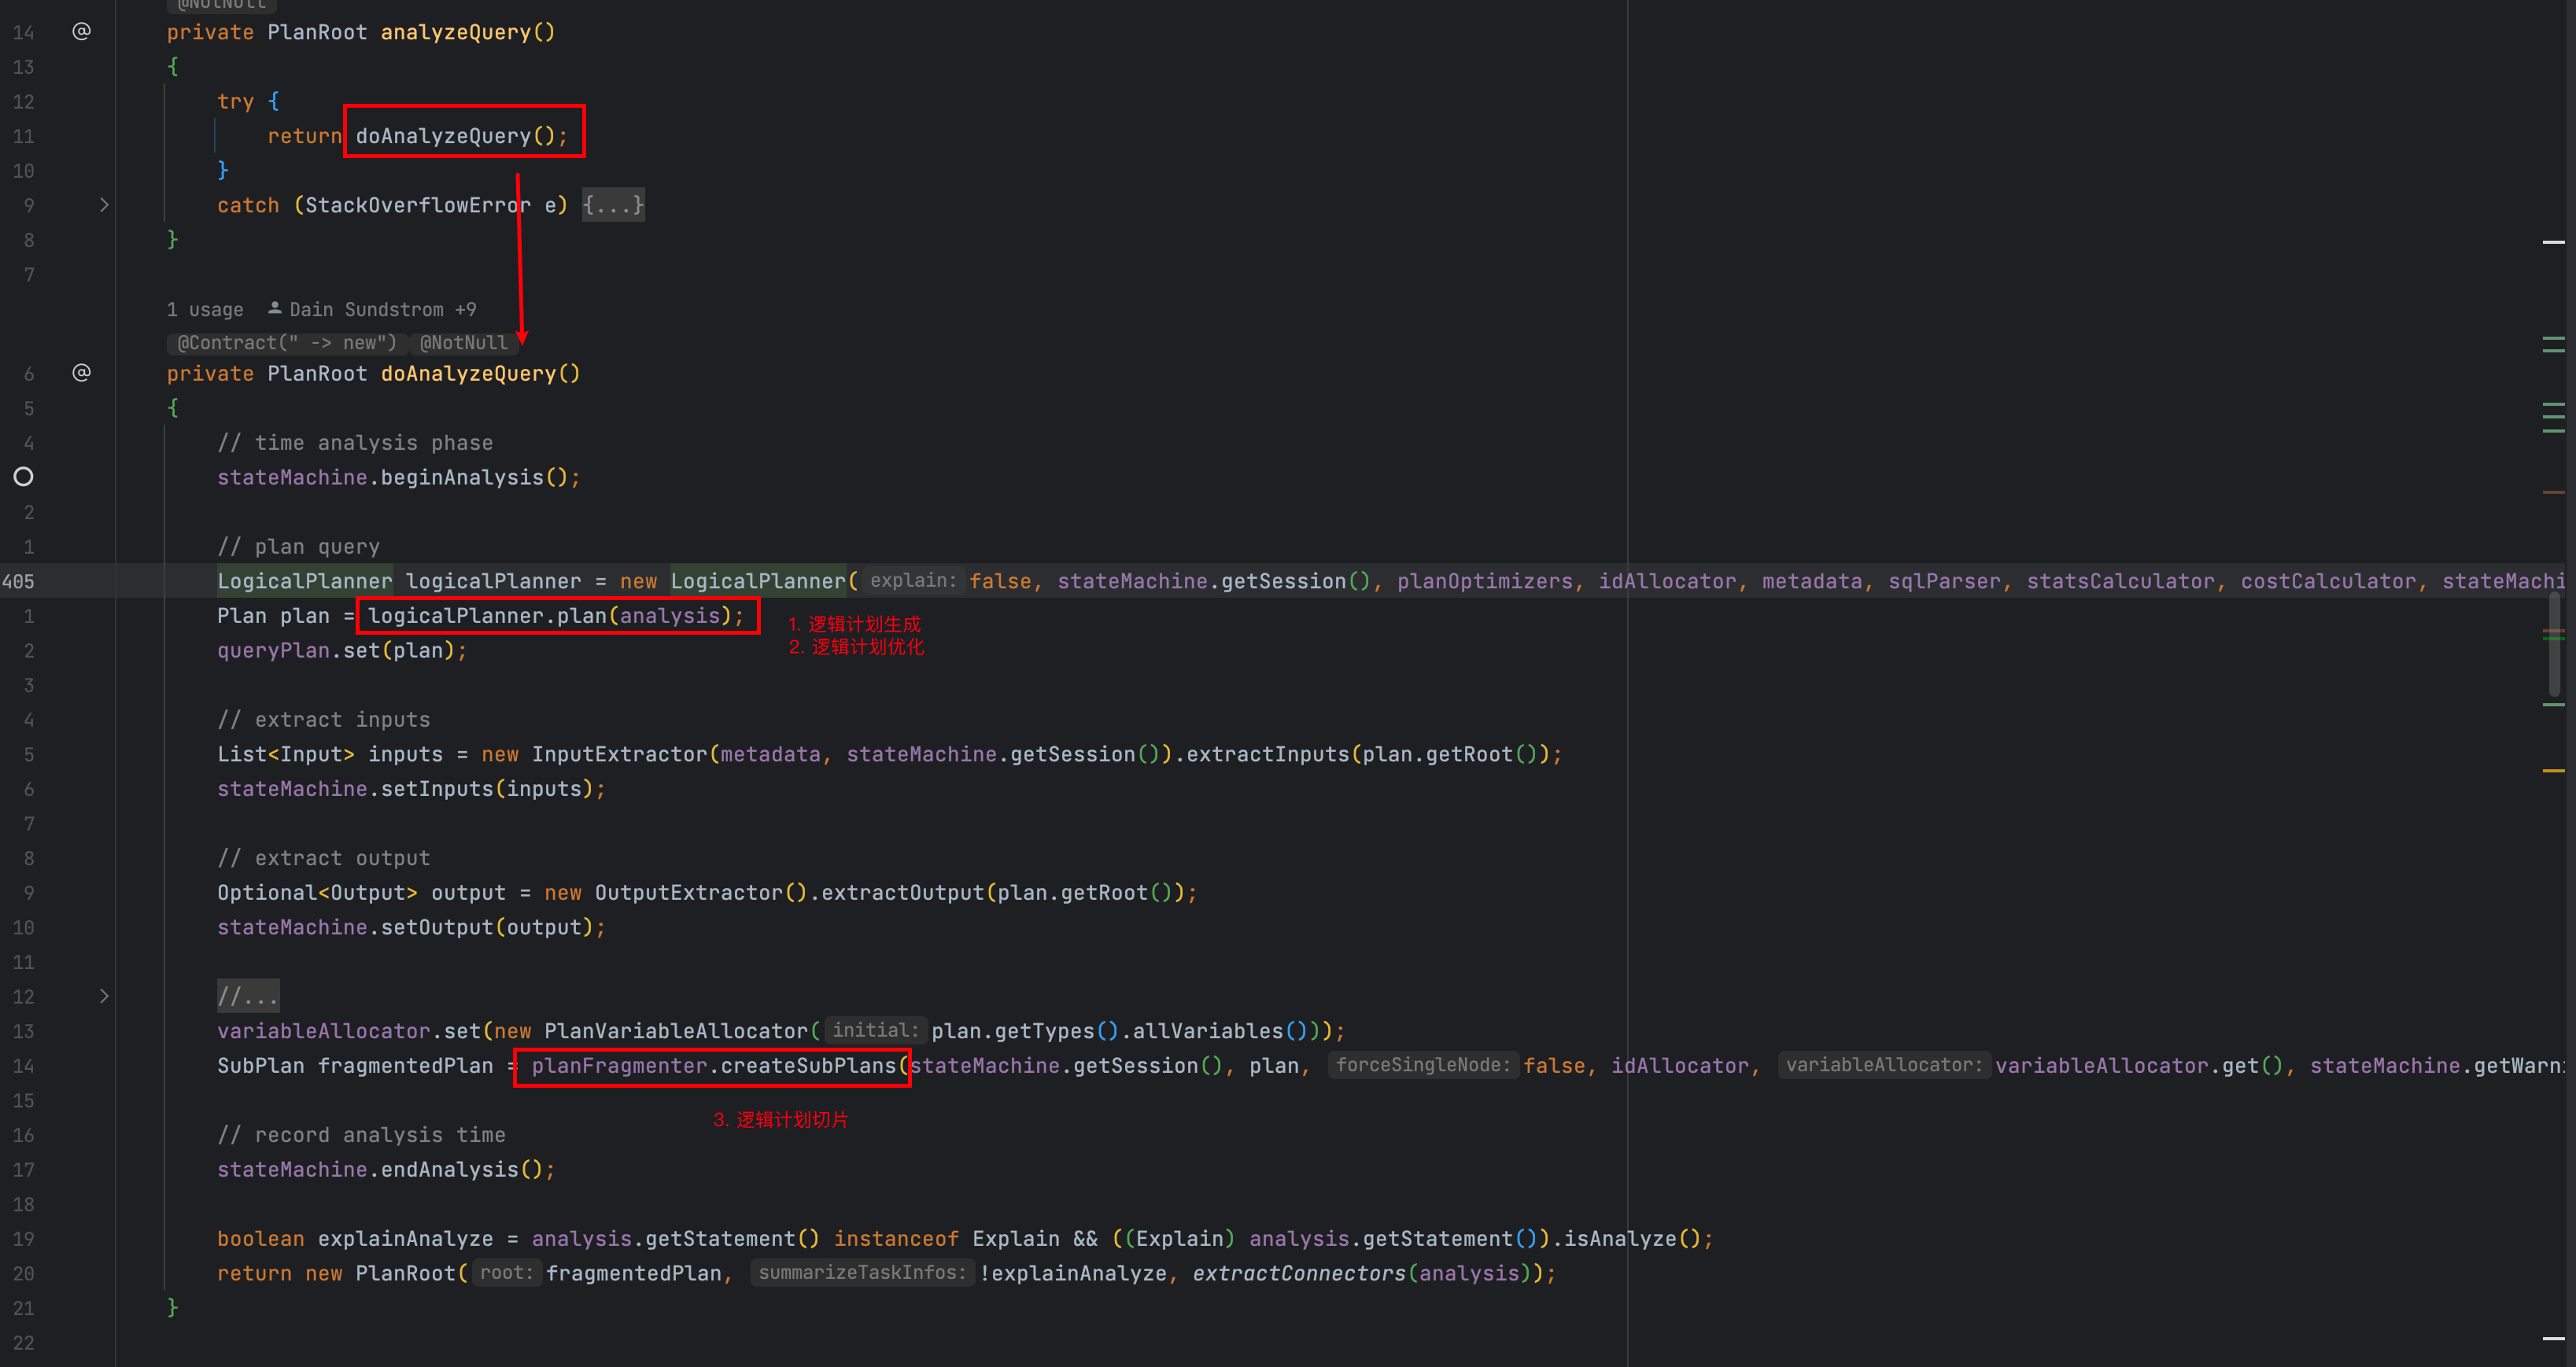 @NotNull
14 @ private PlanRoot analyzeQuery()
13 {
12 try {
11 return doAnalyzeQuery();
10 }
9 catch (StackOverflowError e) {...}
8 }
7
1 usage Dain Sundstrom +9
@Contract(" -> new") @NotNull
6 @ private PlanRoot doAnalyzeQuery()
5 {
4 // time analysis phase
stateMachine.beginAnalysis();
2
1 // plan query
405 LogicalPlanner logicalPlanner = new LogicalPlanner( explain: false, stateMachine.getSession(), planOptimizers, idAllocator, metadata, sqlParser, statsCalculator, costCalculator, stateMachi
1 Plan plan = logicalPlanner.plan(analysis);
1. 逻辑计划生成
2. 逻辑计划优化
2 queryPlan.set(plan);
3
4 // extract inputs
5 List<Input> inputs = new InputExtractor(metadata, stateMachine.getSession()).extractInputs(plan.getRoot());
6 stateMachine.setInputs(inputs);
7
8 // extract output
9 Optional<Output> output = new OutputExtractor().extractOutput(plan.getRoot());
10 stateMachine.setOutput(output);
11
12 //...
13 variableAllocator.set(new PlanVariableAllocator( initial: plan.getTypes().allVariables()));
14 SubPlan fragmentedPlan = planFragmenter.createSubPlans(stateMachine.getSession(), plan, forceSingleNode: false, idAllocator, variableAllocator: variableAllocator.get(), stateMachine.getWarni
15
3. 逻辑计划切片
16 // record analysis time
17 stateMachine.endAnalysis();
18
19 boolean explainAnalyze = analysis.getStatement() instanceof Explain && ((Explain) analysis.getStatement()).isAnalyze();
20 return new PlanRoot( root: fragmentedPlan, summarizeTaskInfos: !explainAnalyze, extractConnectors(analysis));
21 }
22